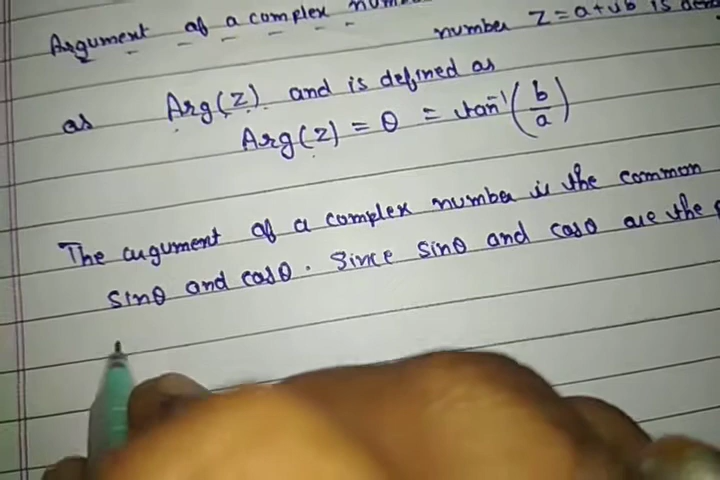 Argument of a complex
number Z = a + ib is
as Arg(z) and is defined as
Arg(z) = θ = tan⁻¹(b/a)
The augument of a complex number is the common
sinθ and cosθ. Since sinθ and cosθ are the